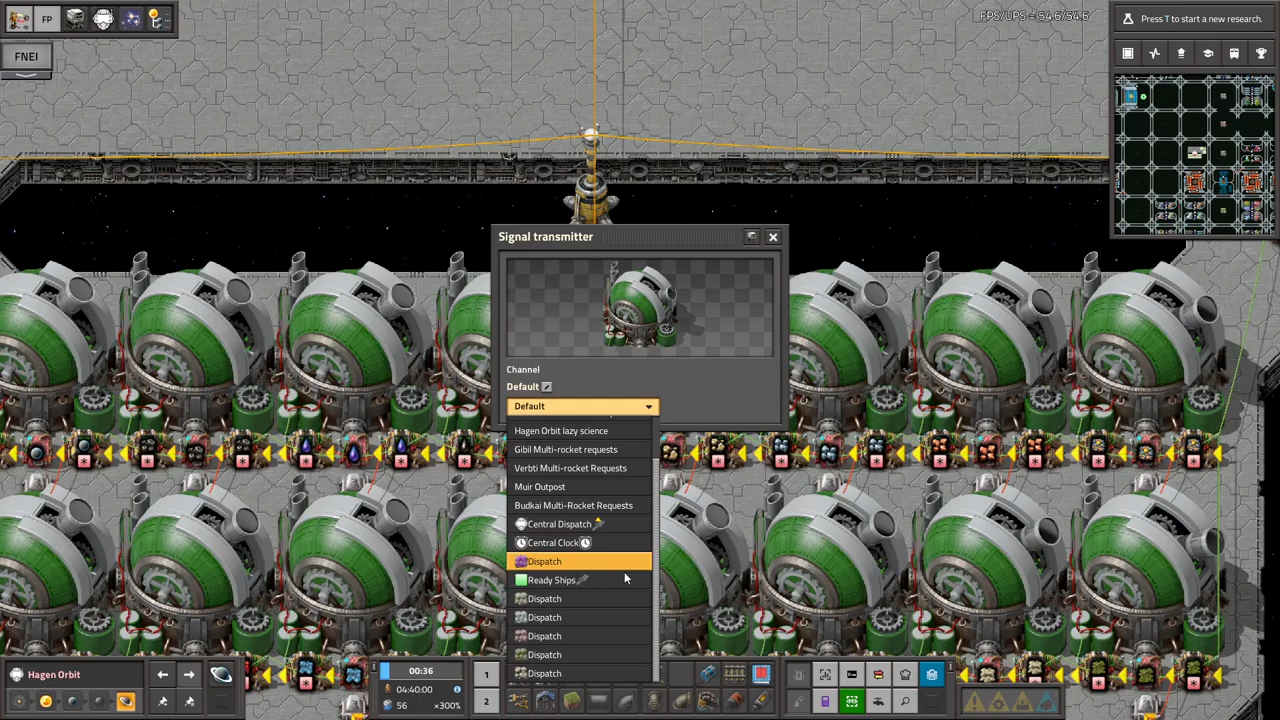 FP
FPS/UPS = 54.6/54.6
Press T to start a new research.
FNEI
Signal transmitter
Channel
Default
Default
Hagen Orbit lazy science
Gibil Multi-rocket requests
Verbti Multi-rocket Requests
Muir Outpost
Budkai Multi-Rocket Requests
Central Dispatch
Central Clock
Dispatch
Ready Ships
Dispatch
Dispatch
Dispatch
Dispatch
Dispatch
Hagen Orbit
00:36
04:40:00
56
×300%
1
2